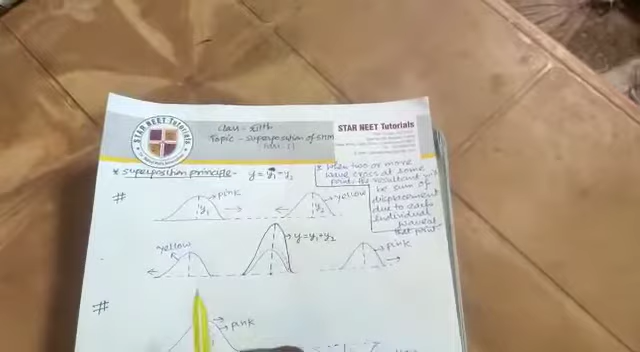 STAR NEET Tutorials
Class = XIth
Topic - superposition of SHM
STAR NEET Tutorials
* superposition principle - y = y₁ + y₂
* When two or more
wave cross at some
point, the resultant
be sum of
displacement
due to each
individual
wave at
that point
#
pink
y₁
yellow
y₂
yellow
y = y₁ + y₂
pink
#
pink